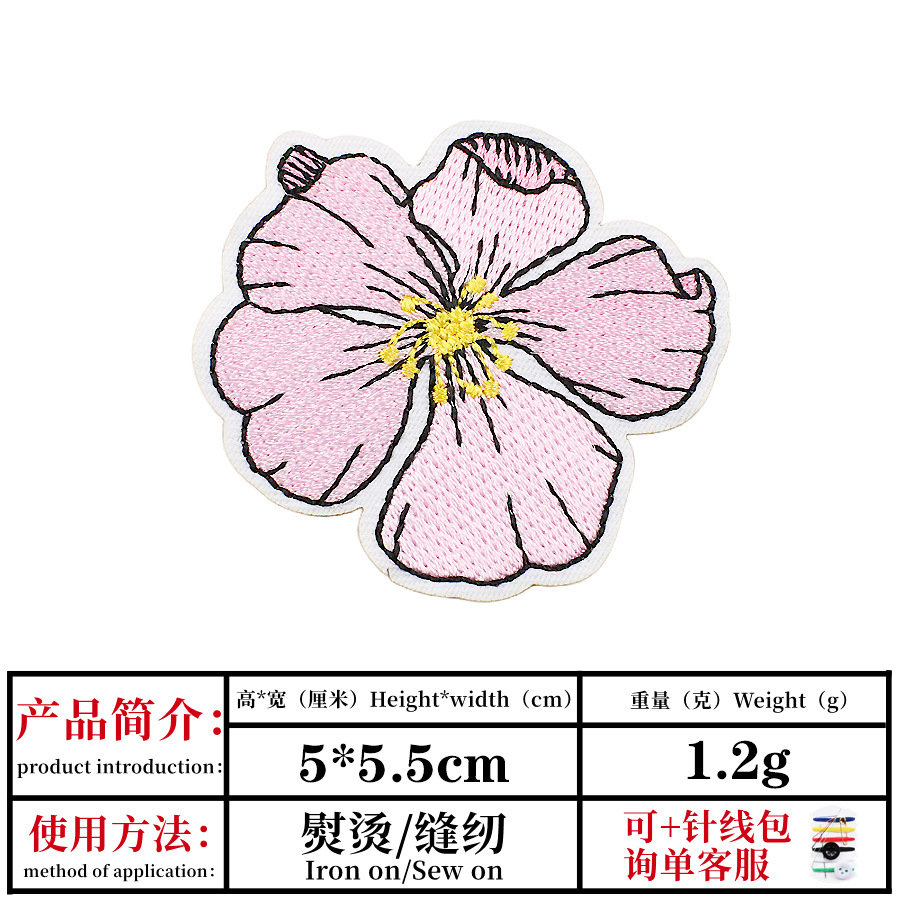 产品简介：
product introduction：
高*宽（厘米）Height*width（cm）
重量（克）Weight（g）
5*5.5cm
1.2g
使用方法：
method of application：
熨烫/缝纫
Iron on/Sew on
可+针线包
询单客服